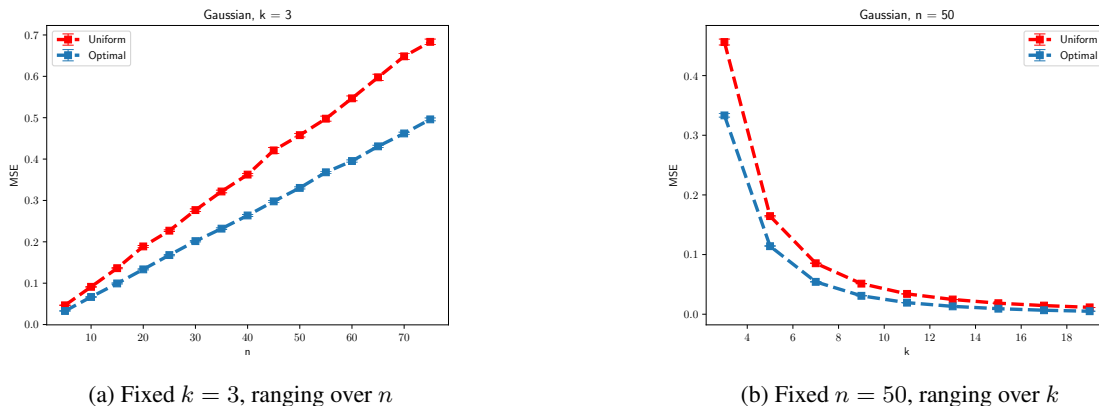 Gaussian, k = 3
Uniform
Optimal
MSE
0.7
0.6
0.5
0.4
0.3
0.2
0.1
0.0
10 20 30 40 50 60 70
n
(a) Fixed k = 3, ranging over n
Gaussian, n = 50
Uniform
Optimal
MSE
0.4
0.3
0.2
0.1
0.0
4 6 8 10 12 14 16 18
k
(b) Fixed n = 50, ranging over k